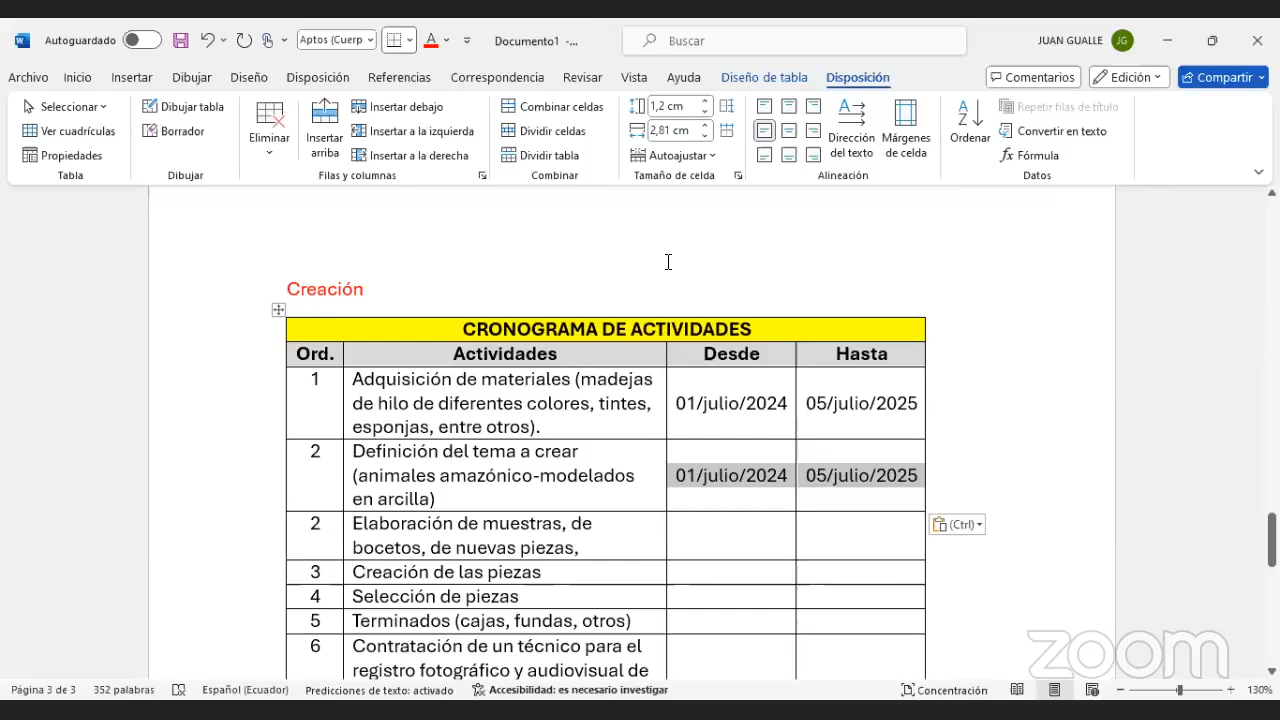 Autoguardado
Aptos (Cuerp
Documento1 -...
Buscar
JUAN GUALLE
JG
Archivo Inicio Insertar Dibujar Diseño Disposición Referencias Correspondencia Revisar Vista Ayuda Diseño de tabla Disposición
Comentarios
Edición
Compartir
Seleccionar
Ver cuadrículas
Propiedades
Tabla
Dibujar tabla
Borrador
Dibujar
Eliminar
Insertar arriba
Insertar debajo
Insertar a la izquierda
Insertar a la derecha
Filas y columnas
Combinar celdas
Dividir celdas
Dividir tabla
Combinar
1,2 cm
2,81 cm
Autoajustar
Tamaño de celda
Dirección del texto
Márgenes de celda
Alineación
Ordenar
Repetir filas de título
Convertir en texto
Fórmula
Datos
Creación
CRONOGRAMA DE ACTIVIDADES
Ord. Actividades Desde Hasta
1 Adquisición de materiales (madejas
de hilo de diferentes colores, tintes, 01/julio/2024 05/julio/2025
esponjas, entre otros).
2 Definición del tema a crear
(animales amazónico-modelados 01/julio/2024 05/julio/2025
en arcilla)
2 Elaboración de muestras, de
bocetos, de nuevas piezas,
(Ctrl)
3 Creación de las piezas
4 Selección de piezas
5 Terminados (cajas, fundas, otros)
6 Contratación de un técnico para el
registro fotográfico y audiovisual de
zoom
Página 3 de 3 352 palabras Español (Ecuador) Predicciones de texto: activado Accesibilidad: es necesario investigar Concentración 130%